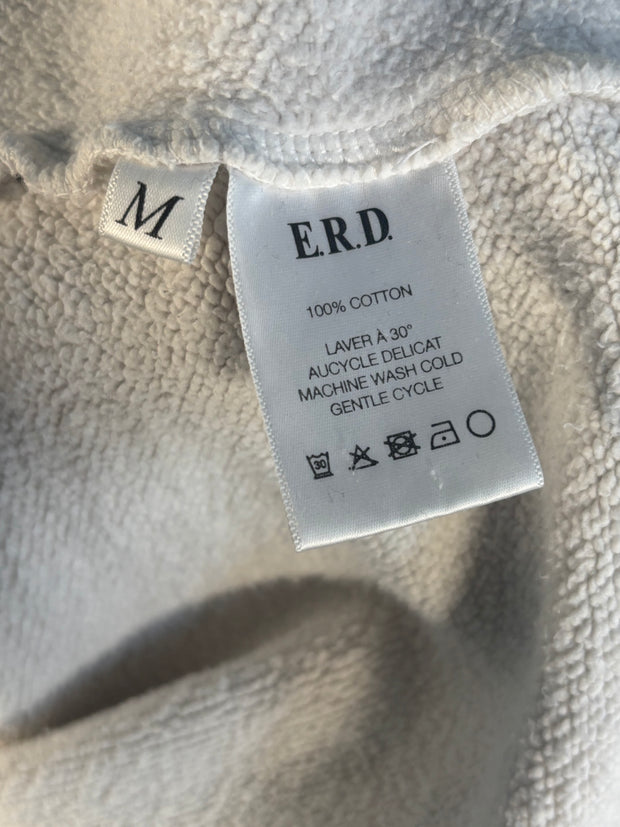 M
E.R.D.
100% COTTON
LAVER À 30°
AUCYCLE DELICAT
MACHINE WASH COLD
GENTLE CYCLE
30